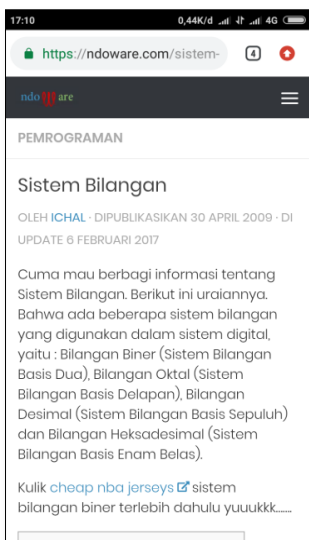 17:10 0,44K/d 4G
https://ndoware.com/sistem- 4
ndo are
PEMROGRAMAN
Sistem Bilangan
OLEH ICHAL · DIPUBLIKASIKAN 30 APRIL 2009 · DI
UPDATE 6 FEBRUARI 2017
Cuma mau berbagi informasi tentang
Sistem Bilangan. Berikut ini uraiannya.
Bahwa ada beberapa sistem bilangan
yang digunakan dalam sistem digital,
yaitu : Bilangan Biner (Sistem Bilangan
Basis Dua), Bilangan Oktal (Sistem
Bilangan Basis Delapan), Bilangan
Desimal (Sistem Bilangan Basis Sepuluh)
dan Bilangan Heksadesimal (Sistem
Bilangan Basis Enam Belas).
Kulik cheap nba jerseys sistem
bilangan biner terlebih dahulu yuuukkk.......